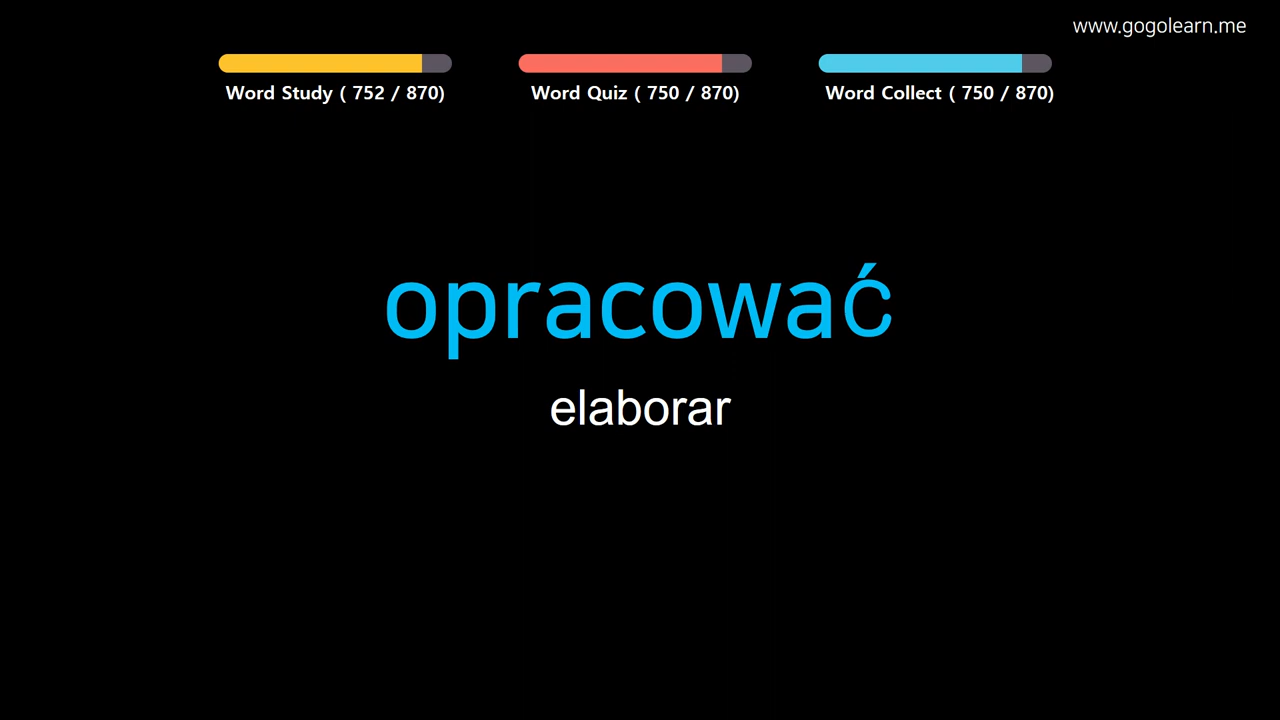 www.gogolearn.me
Word Study ( 752 / 870)
Word Quiz ( 750 / 870)
Word Collect ( 750 / 870)
opracować
elaborar